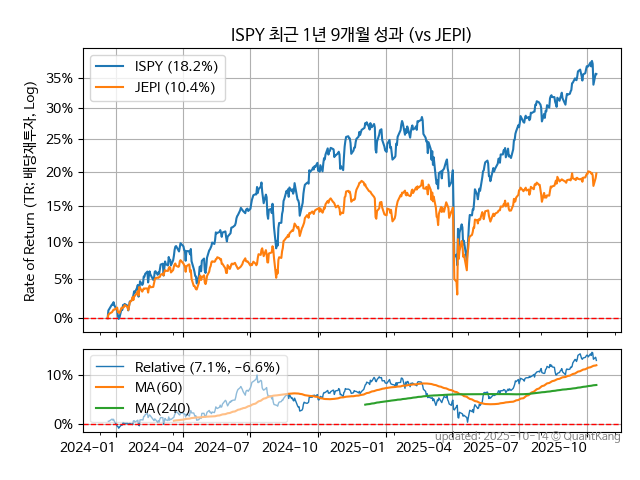 ISPY 최근 1년 9개월 성과 (vs JEPI)
Rate of Return (TR: 배당재투자, Log)
ISPY (18.2%)
JEPI (10.4%)
35%
30%
25%
20%
15%
10%
5%
0%
Relative (7.1%, -6.6%)
MA(60)
MA(240)
10%
0%
2024-01 2024-04 2024-07 2024-10 2025-01 2025-04 2025-07 2025-10
updated: 2025-10-14 © QuantKang